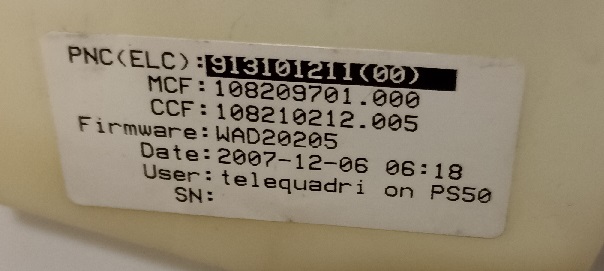 PNC(ELC):913101211(00)
MCF:108209701.000
CCF:108210212.005
Firmware:WAD20205
Date:2007-12-06 06:18
User:telequadri on PS50
SN: